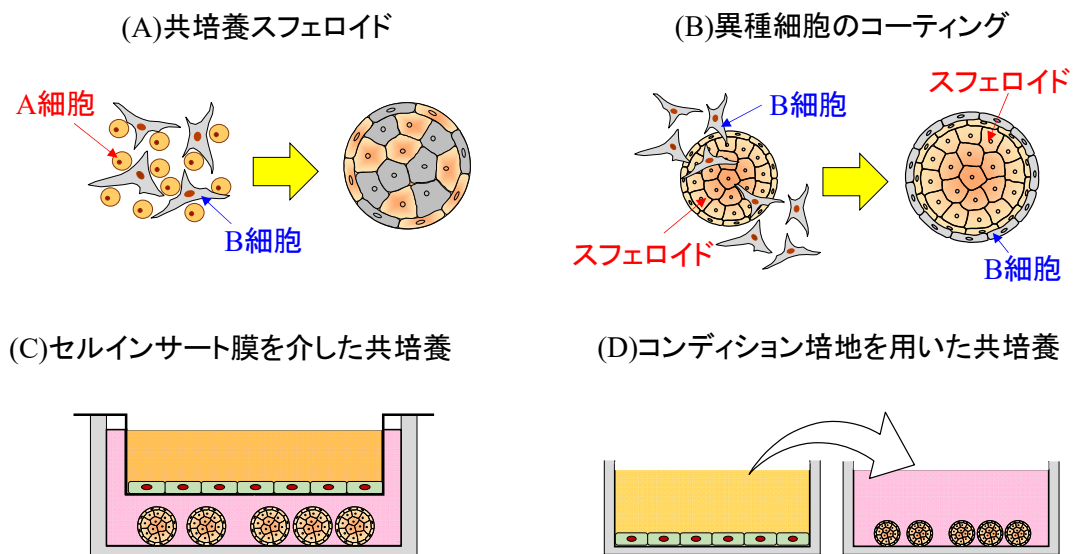 (A)共培養スフェロイド
A細胞
B細胞
(B)異種細胞のコーティング
スフェロイド
B細胞
スフェロイド
B細胞
(C)セルインサート膜を介した共培養
(D)コンディション培地を用いた共培養